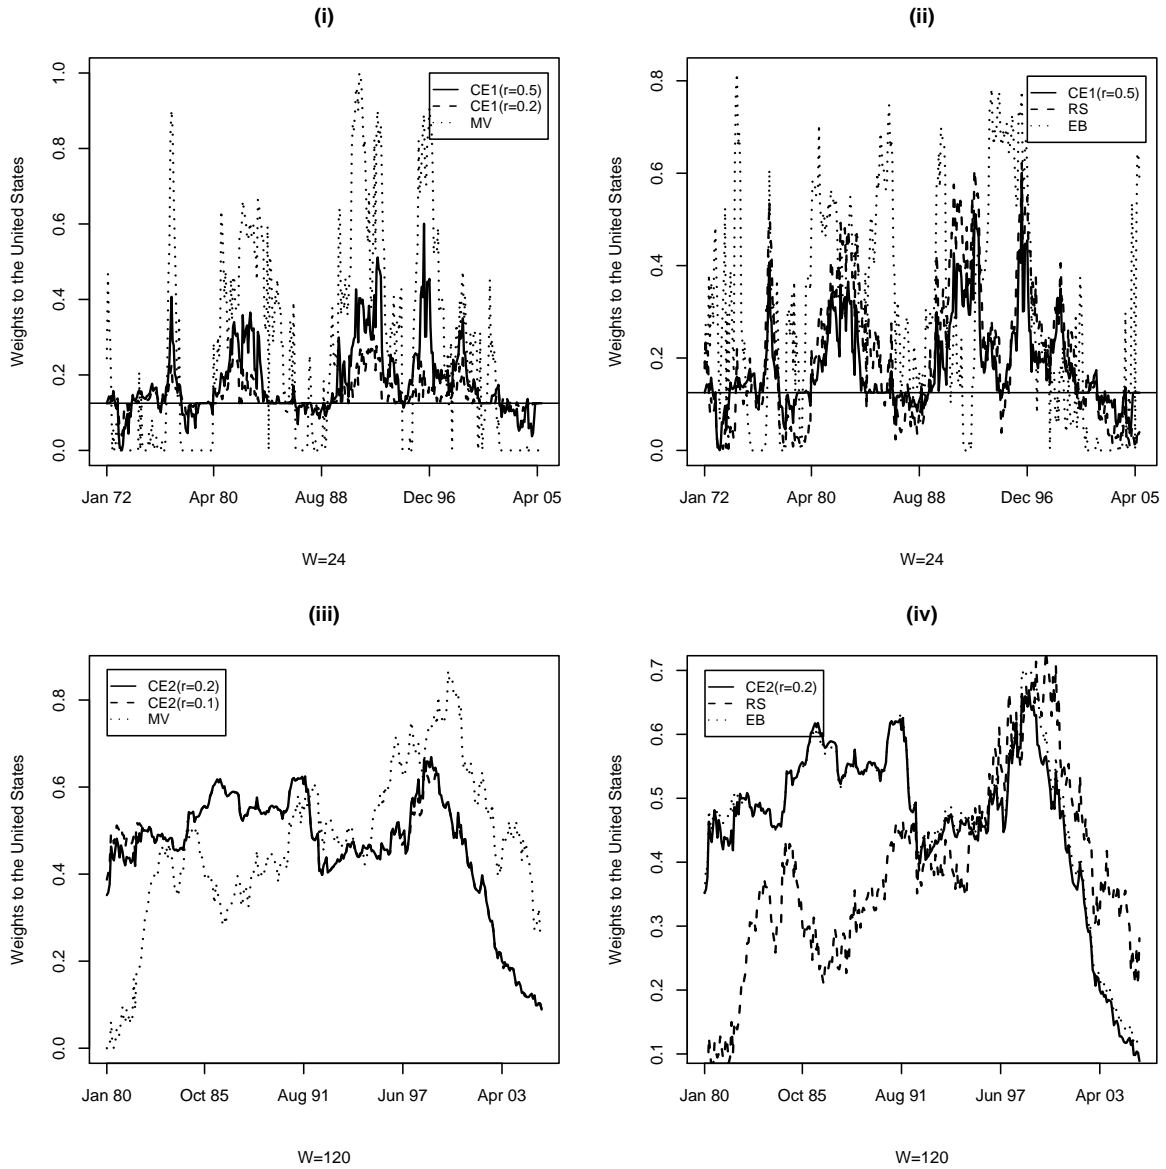 (i)
Weights to the United States
0.0 0.2 0.4 0.6 0.8 1.0
CE1(r=0.5)
CE1(r=0.2)
MV
Jan 72 Apr 80 Aug 88 Dec 96 Apr 05
W=24
(ii)
Weights to the United States
0.0 0.2 0.4 0.6 0.8
CE1(r=0.5)
RS
EB
Jan 72 Apr 80 Aug 88 Dec 96 Apr 05
W=24
(iii)
Weights to the United States
0.0 0.2 0.4 0.6 0.8
CE2(r=0.2)
CE2(r=0.1)
MV
Jan 80 Oct 85 Aug 91 Jun 97 Apr 03
W=120
(iv)
Weights to the United States
0.1 0.2 0.3 0.4 0.5 0.6 0.7
CE2(r=0.2)
RS
EB
Jan 80 Oct 85 Aug 91 Jun 97 Apr 03
W=120